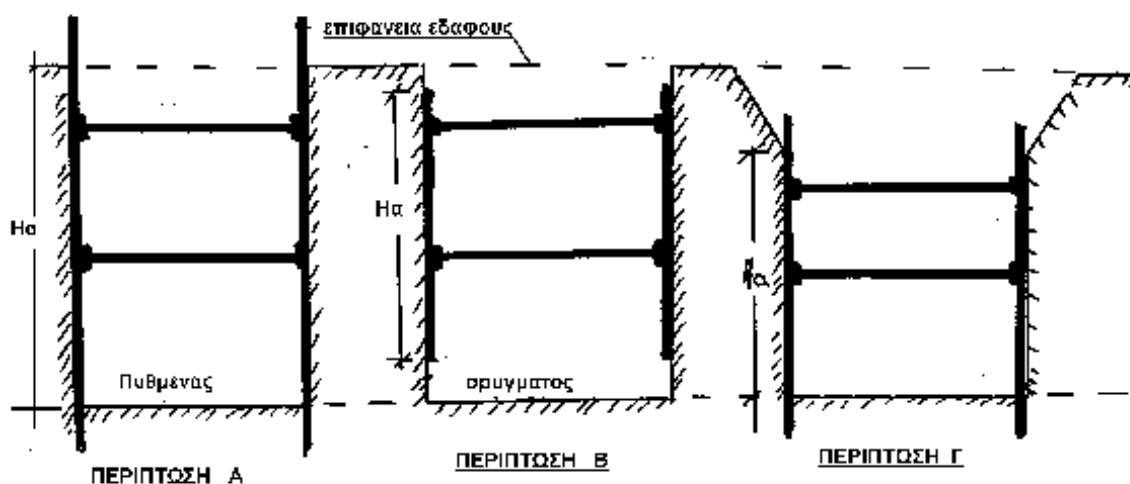 επιφανεια εδαφους
Ηα
Ηα
Πυθμενας
ορυγματος
ΠΕΡΙΠΤΩΣΗ Α
ΠΕΡΙΠΤΩΣΗ Β
ΠΕΡΙΠΤΩΣΗ Γ